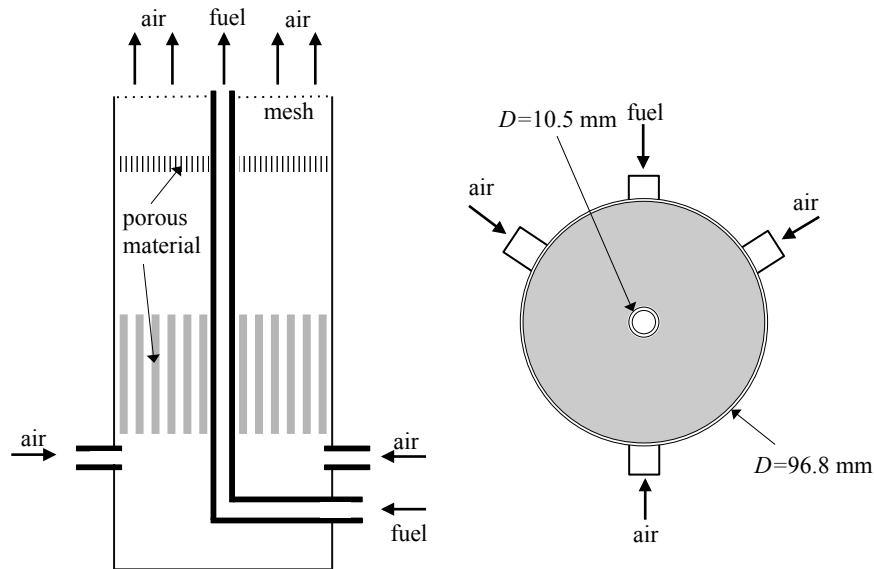 air
fuel
air
mesh
porous
material
air
air
fuel
D=10.5 mm
fuel
air
air
D=96.8 mm
air